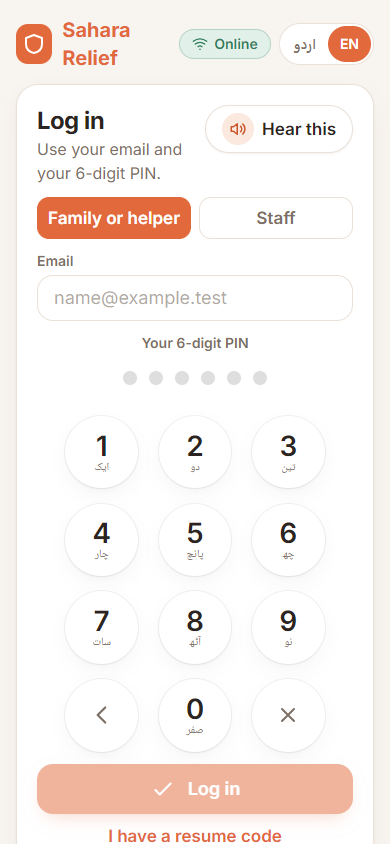 Sahara
Relief
Online
اردو
EN
Log in
Use your email and
your 6-digit PIN.
Hear this
Family or helper
Staff
Email
name@example.test
Your 6-digit PIN
1
ایک
2
دو
3
تین
4
چار
5
پانچ
6
چھ
7
سات
8
آٹھ
9
نو
0
صفر
Log in
I have a resume code